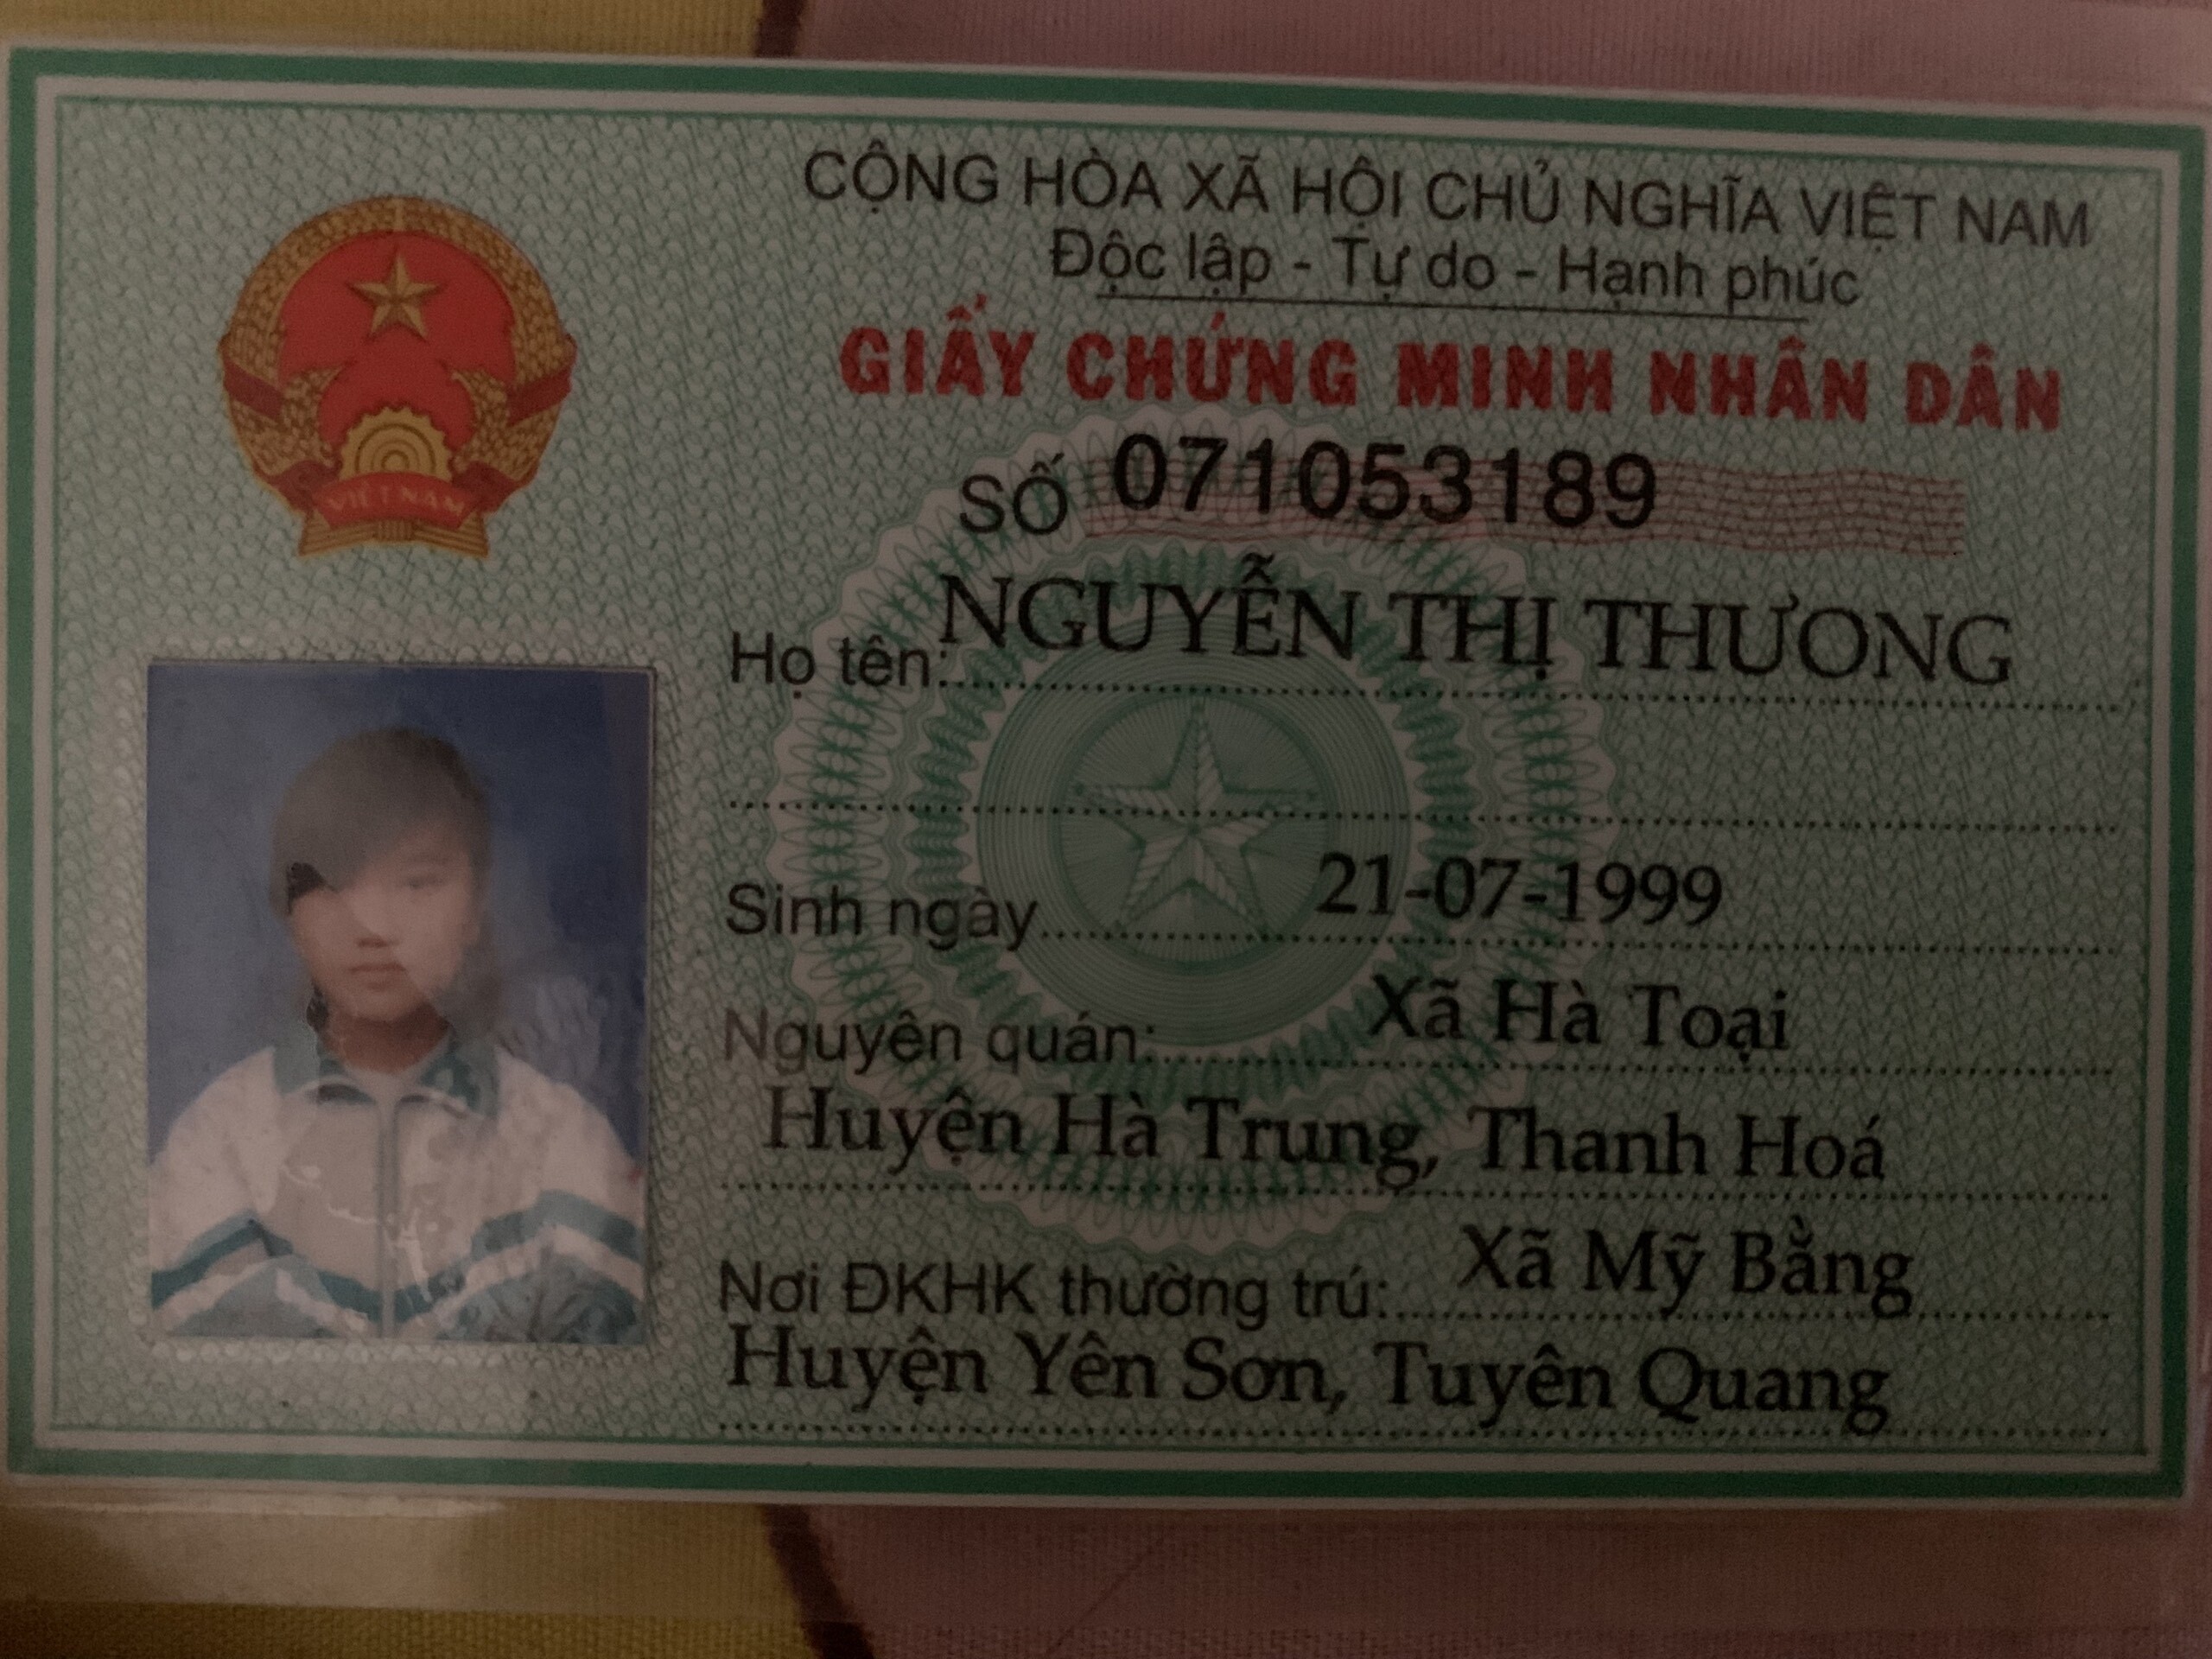 CỘNG HÒA XÃ HỘI CHỦ NGHĨA VIỆT NAM
Độc lập - Tự do - Hạnh phúc
GIẤY CHỨNG MINH NHÂN DÂN
SỐ 071053189
Họ tên: NGUYỄN THỊ THƯƠNG
Sinh ngày 21-07-1999
Nguyên quán: Xã Hà Toại
Huyện Hà Trung, Thanh Hoá
Nơi ĐKHK thường trú: Xã Mỹ Bằng
Huyện Yên Sơn, Tuyên Quang
VIỆT NAM